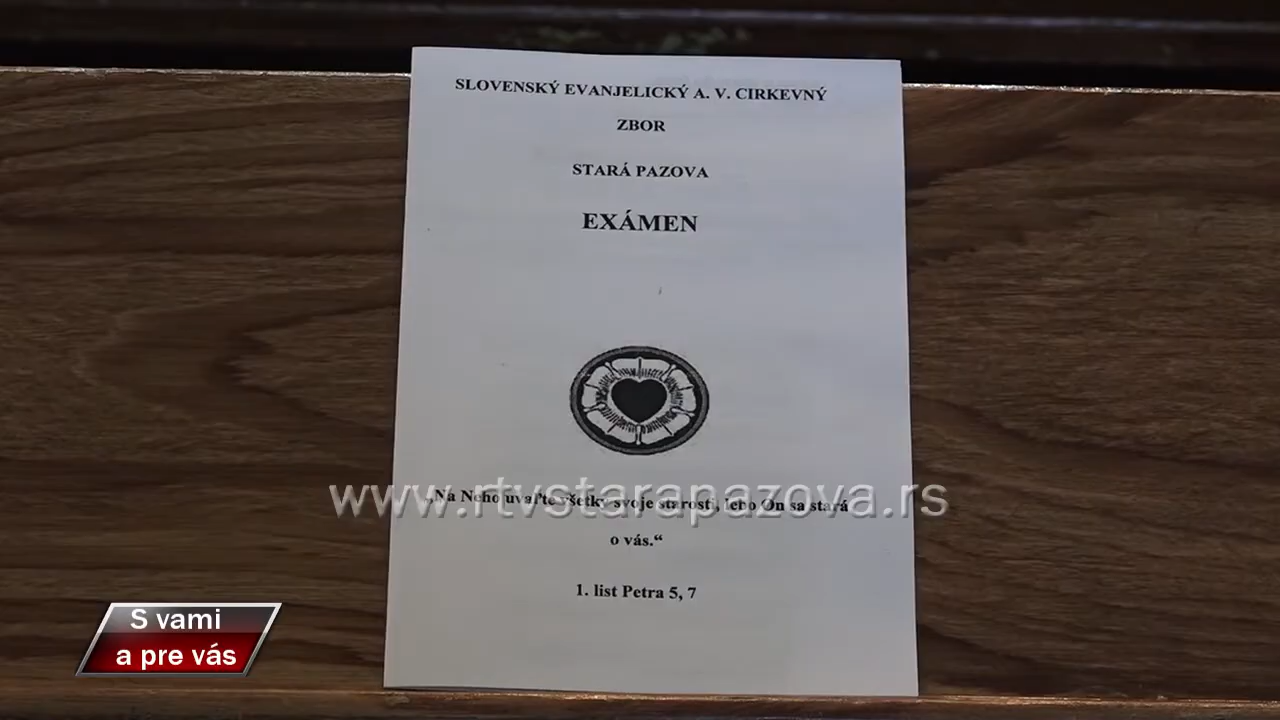 SLOVENSKÝ EVANJELICKÝ A. V. CIRKEVNÝ
ZBOR
STARÁ PAZOVA
EXÁMEN
„Na Neho uvaľte všetky svoje starosti, lebo On sa stará
www.rtvstarapazova.rs
o vás.“
1. list Petra 5, 7
S vami
a pre vás